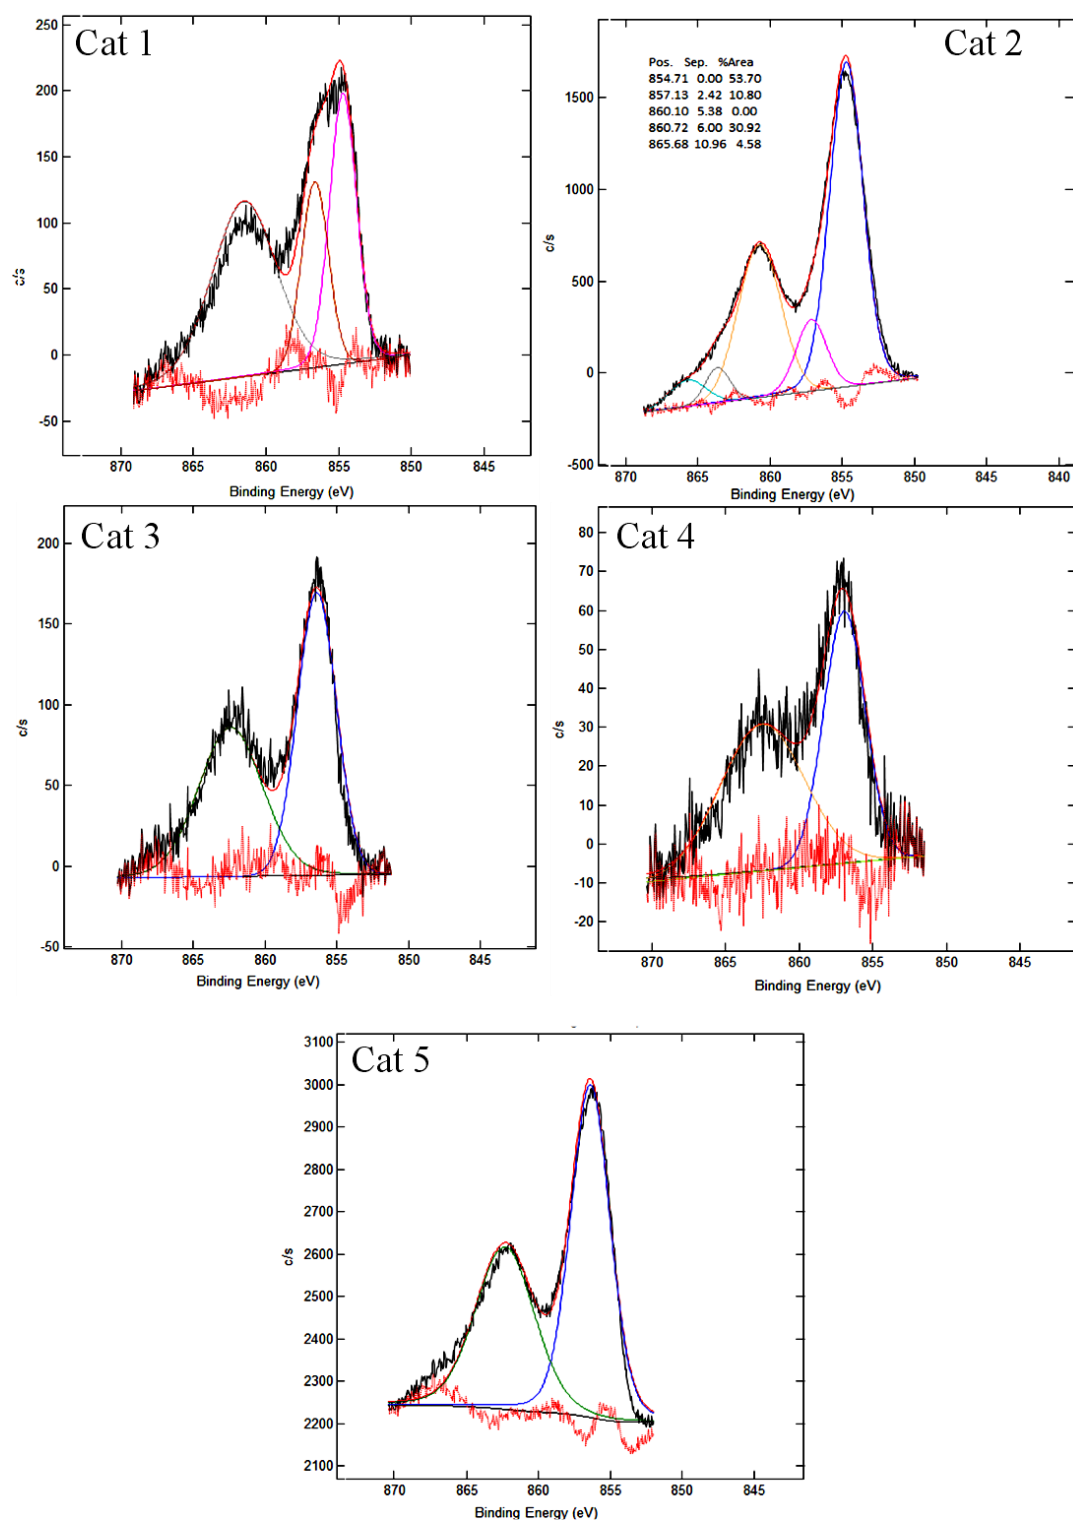 Cat 1
250
200
150
100
50
0
-50
c/s
870 865 860 855 850 845
Binding Energy (eV)
Cat 2
Pos. Sep. %Area
854.71 0.00 53.70
857.13 2.42 10.80
860.10 5.38 0.00
860.72 6.00 30.92
865.68 10.96 4.58
1500
1000
500
0
-500
c/s
870 865 860 855 850 845 840
Binding Energy (eV)
Cat 3
200
150
100
50
0
-50
c/s
870 865 860 855 850 845
Binding Energy (eV)
Cat 4
80
70
60
50
40
30
20
10
0
-10
-20
c/s
870 865 860 855 850 845
Binding Energy (eV)
Cat 5
3100
3000
2900
2800
2700
2600
2500
2400
2300
2200
2100
c/s
870 865 860 855 850 845
Binding Energy (eV)